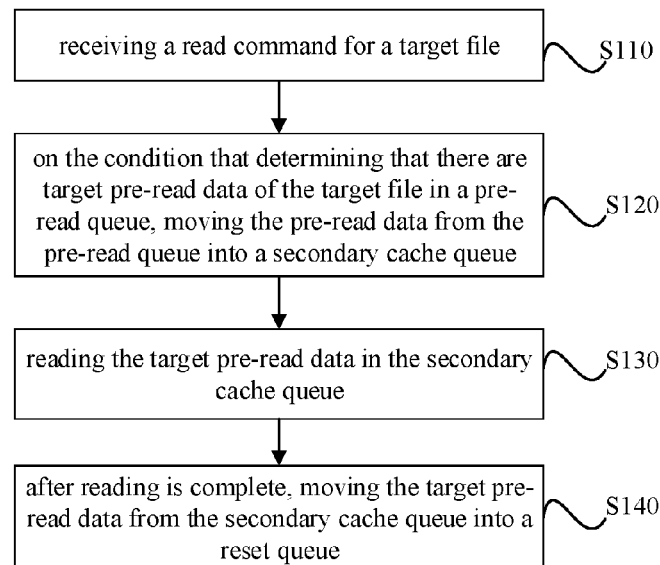 receiving a read command for a target file
S110
on the condition that determining that there are
target pre-read data of the target file in a pre-
read queue, moving the pre-read data from the
pre-read queue into a secondary cache queue
S120
reading the target pre-read data in the secondary
cache queue
S130
after reading is complete, moving the target pre-
read data from the secondary cache queue into a
reset queue
S140